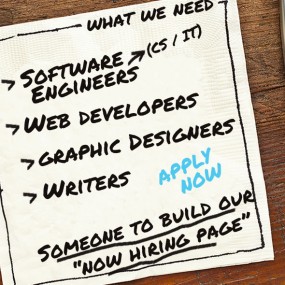 WHAT WE NEED
> SOFTWARE (CS / IT)
ENGINEERS
> WEB DEVELOPERS
> GRAPHIC DESIGNERS
> WRITERS
APPLY
NOW
SOMEONE TO BUILD OUR
"NOW HIRING PAGE"